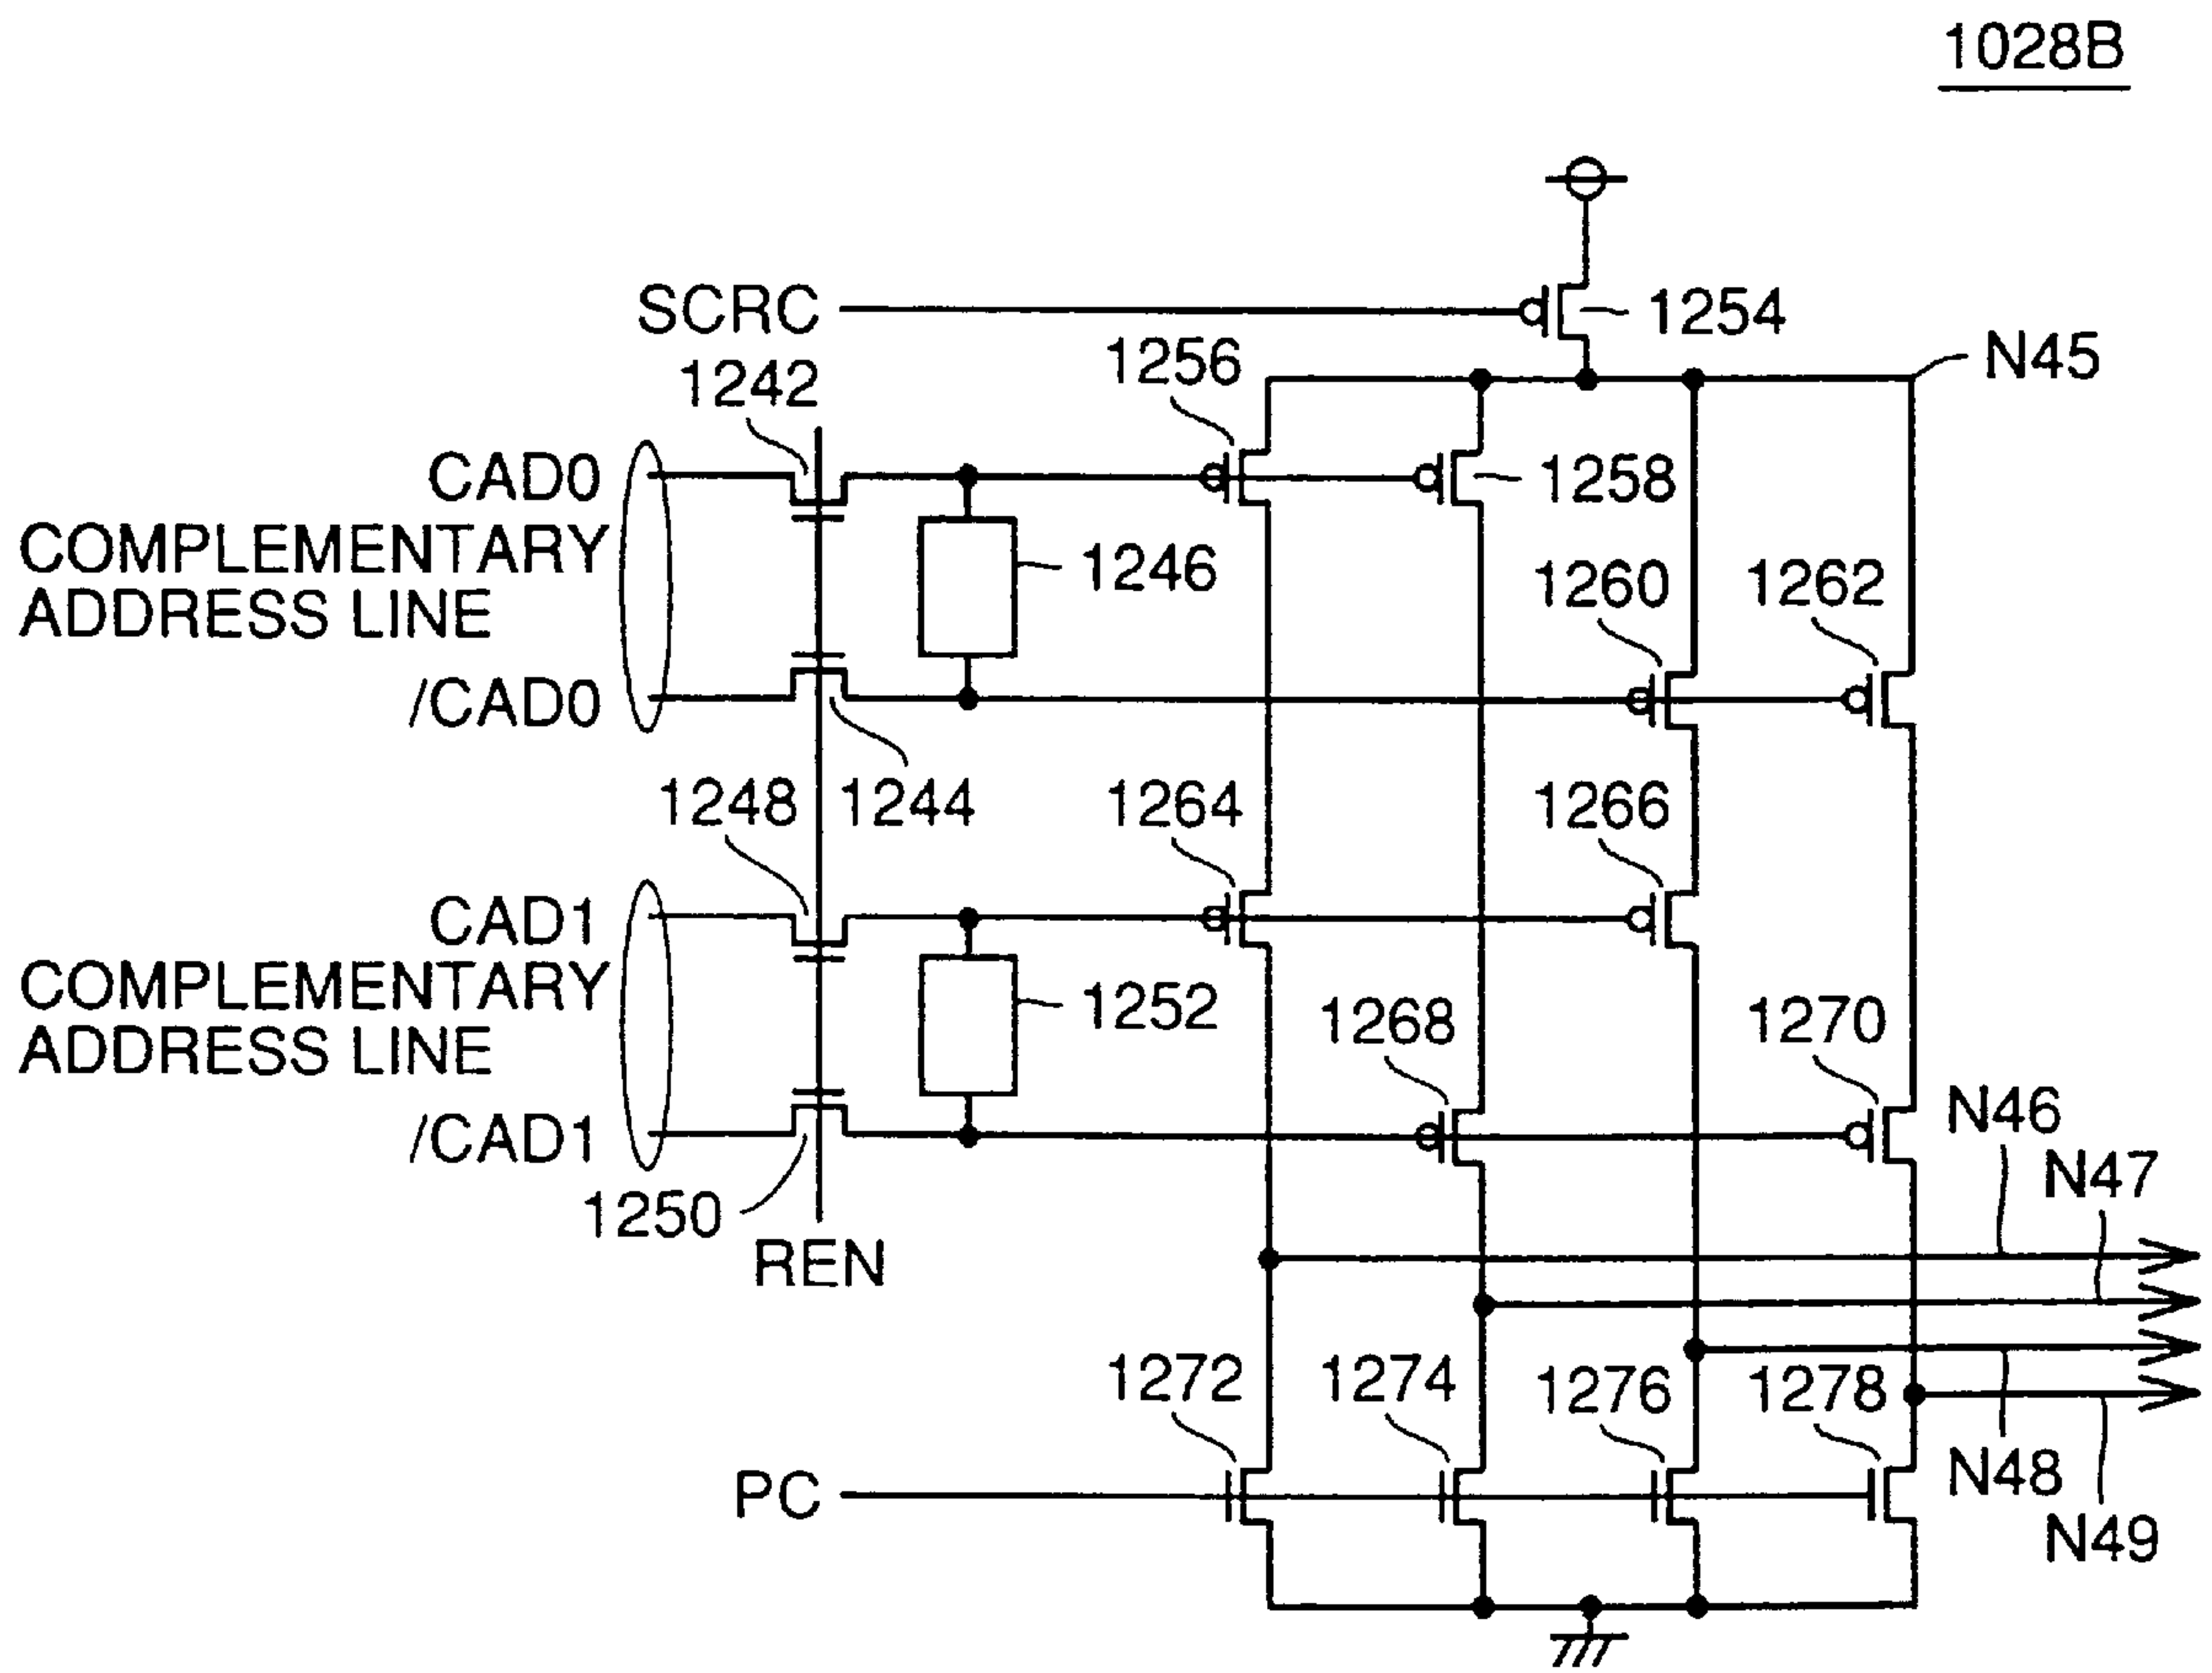 1028B
SCRC
1254
1256
N45
1242
CAD0
1258
COMPLEMENTARY
ADDRESS LINE
1246
1260
1262
/CAD0
1248
1244
1264
1266
CAD1
COMPLEMENTARY
ADDRESS LINE
1252
1268
1270
/CAD1
N46
N47
1250
REN
1272
1274
1276
1278
PC
N48
N49